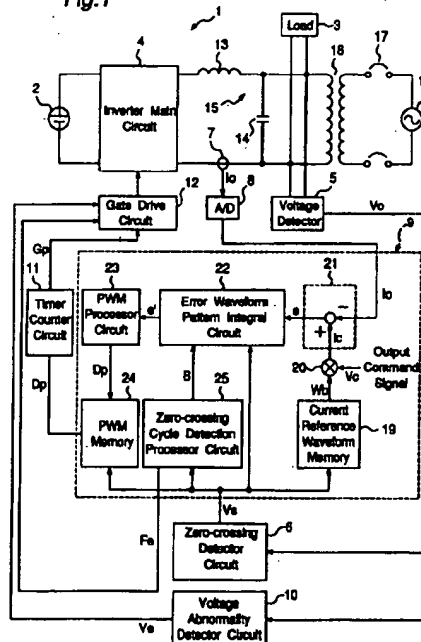 Fig.1
1
4
13
Load
3
17
18
2
Inverter Main
Circuit
15
14
7
Io
12
Gate Drive
Circuit
A/D
8
5
Voltage
Detector
Vo
9
Gp
11
Timer
Counter
Circuit
23
PWM
Processor
Circuit
22
Error Waveform
Pattern Integral
Circuit
21
e'
e
+
−
Io
Ic
20
Vc
Output
Command
Signal
Dp
Dp
24
PWM
Memory
25
Zero-crossing
Cycle Detection
Processor Circuit
Wb
Current
Reference
Waveform
Memory
19
Vs
Zero-crossing
Detector
Circuit
6
Voltage
Abnormality
Detector Circuit
10